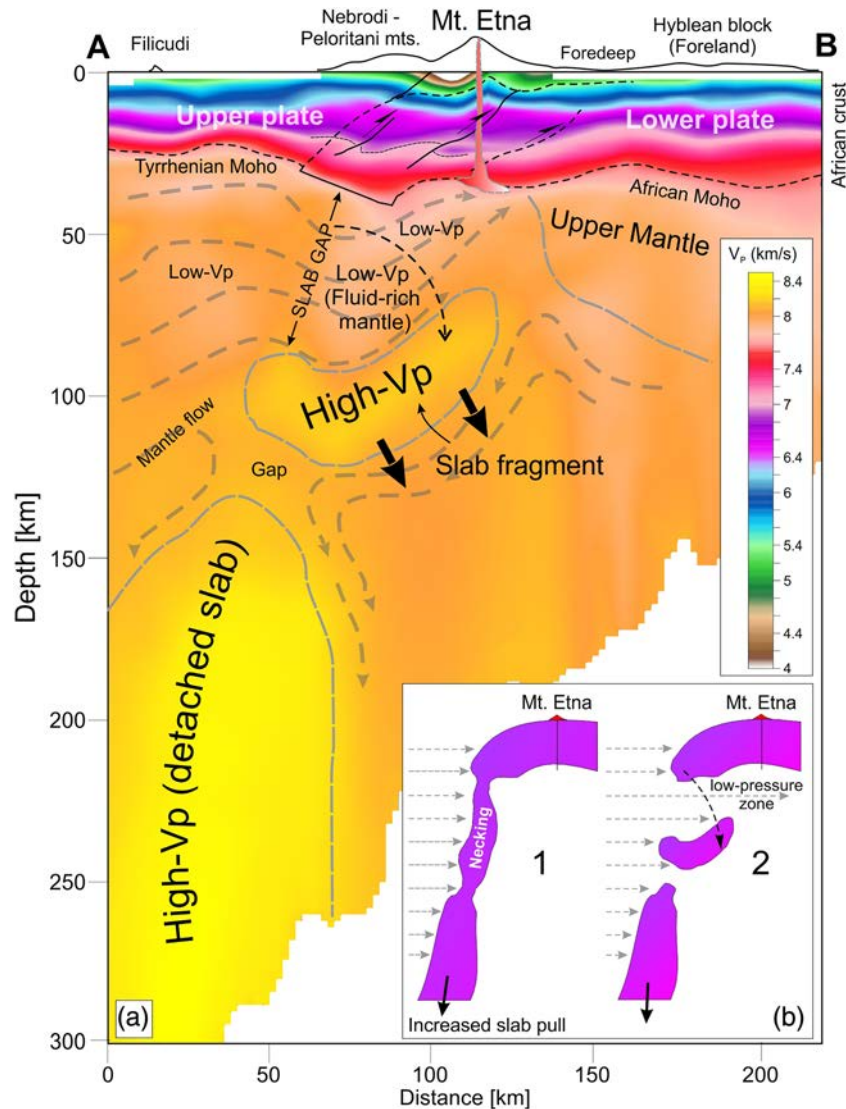 A
Filicudi
Nebrodi -
Peloritani mts.
Mt. Etna
Foredeep
Hyblean block
(Foreland)
B
0
50
100
150
200
250
300
Depth [km]
Upper plate
Lower plate
African crust
Tyrrhenian Moho
African Moho
Low-Vp
Upper Mantle
Low-Vp
SLAB GAP
Low-Vp
(Fluid-rich
mantle)
High-Vp
Mantle flow
Gap
Slab fragment
High-Vp (detached slab)
VP (km/s)
8.4
8
7.4
7
6.4
6
5.4
5
4.4
4
Mt. Etna
Mt. Etna
low-pressure
zone
Necking
1
2
Increased slab pull
(a)
(b)
0
50
100
150
200
Distance [km]